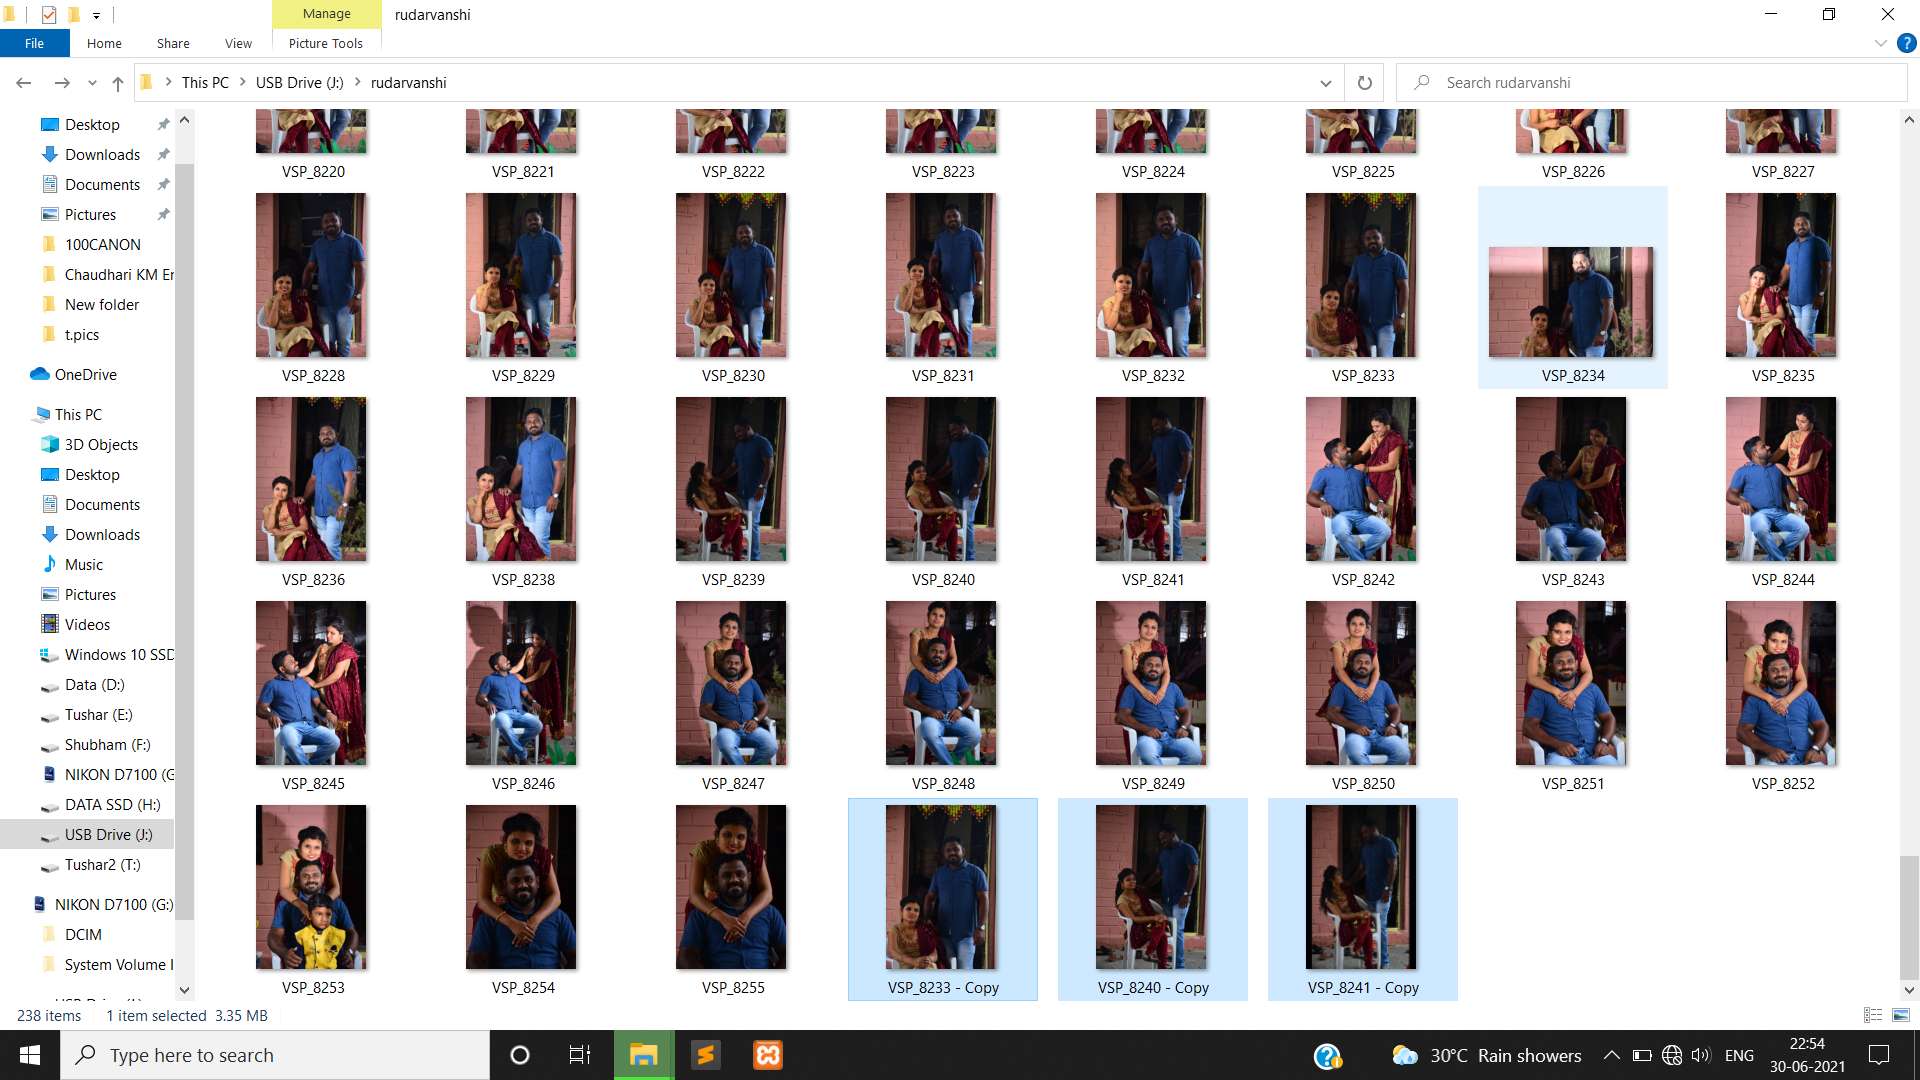 Manage
rudarvanshi
File
Home
Share
View
Picture Tools
?
This PC
USB Drive (J:)
rudarvanshi
Search rudarvanshi
Desktop
Downloads
Documents
Pictures
100CANON
Chaudhari KM Er
New folder
t.pics
OneDrive
This PC
3D Objects
Desktop
Documents
Downloads
Music
Pictures
Videos
Windows 10 SSD
Data (D:)
Tushar (E:)
Shubham (F:)
NIKON D7100 (G
DATA SSD (H:)
USB Drive (J:)
Tushar2 (T:)
NIKON D7100 (G:)
DCIM
System Volume I
VSP_8220 VSP_8221 VSP_8222 VSP_8223 VSP_8224 VSP_8225 VSP_8226 VSP_8227
VSP_8228 VSP_8229 VSP_8230 VSP_8231 VSP_8232 VSP_8233 VSP_8234 VSP_8235
VSP_8236 VSP_8238 VSP_8239 VSP_8240 VSP_8241 VSP_8242 VSP_8243 VSP_8244
VSP_8245 VSP_8246 VSP_8247 VSP_8248 VSP_8249 VSP_8250 VSP_8251 VSP_8252
VSP_8253 VSP_8254 VSP_8255 VSP_8233 - Copy VSP_8240 - Copy VSP_8241 - Copy
238 items 1 item selected 3.35 MB
Type here to search
30°C Rain showers
ENG
22:54
30-06-2021